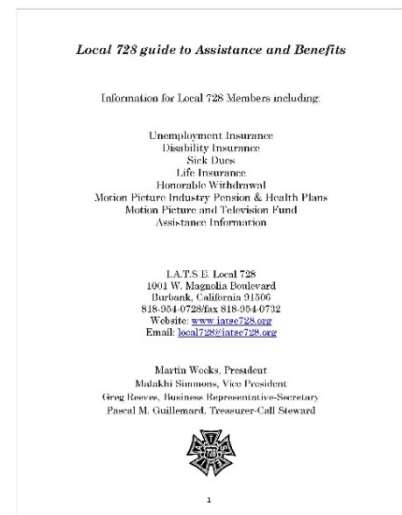 Local 728 guide to Assistance and Benefits
Information for Local 728 Members including:
Unemployment Insurance
Disability Insurance
Sick Dues
Life Insurance
Honorable Withdrawal
Motion Picture Industry Pension & Health Plans
Motion Picture and Television Fund
Assistance Information
I.A.T.S.E. Local 728
1001 W. Magnolia Boulevard
Burbank, California 91506
818-954-0728/fax 818-954-0732
Website: www.iatse728.org
Email: local728@iatse728.org
Martin Weeks, President
Malakhi Simmons, Vice President
Greg Reeves, Business Representative-Secretary
Pascal M. Guillemard, Treasurer-Call Steward
728
1